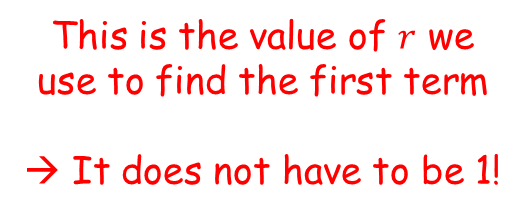 This is the value of r we
use to find the first term
→ It does not have to be 1!